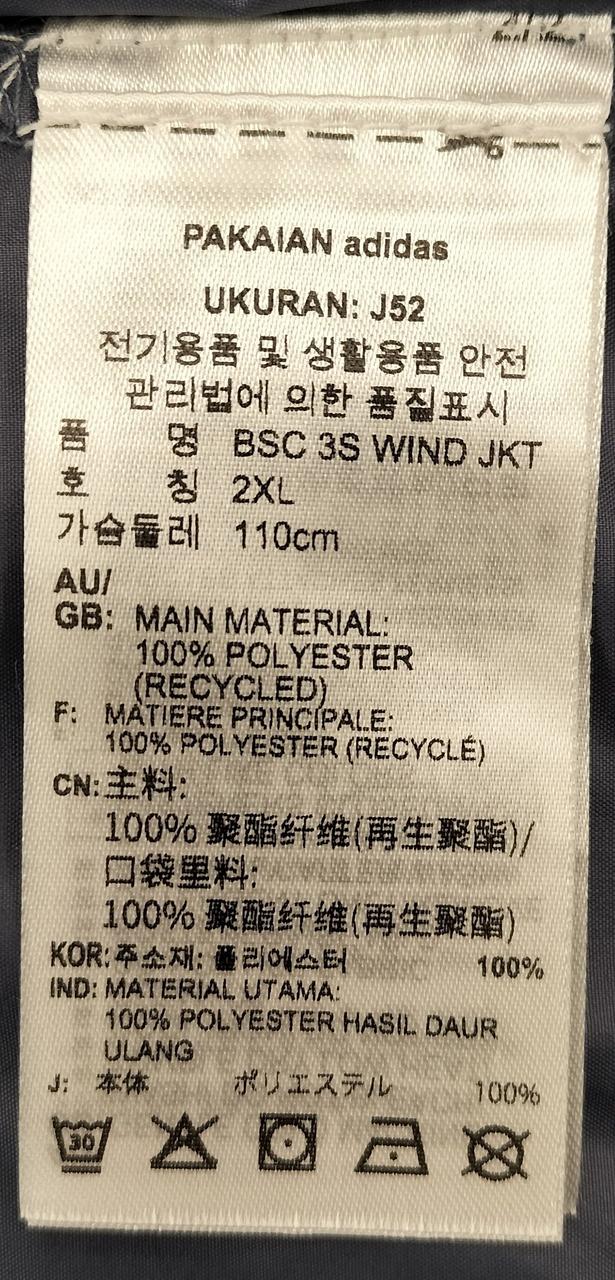 PAKAIAN adidas
UKURAN: J52
전기용품 및 생활용품 안전
관리법에 의한 품질표시
품 명 BSC 3S WIND JKT
호 칭 2XL
가슴둘레 110cm
AU/
GB: MAIN MATERIAL:
100% POLYESTER
(RECYCLED)
F: MATIERE PRINCIPALE:
100% POLYESTER (RECYCLÉ)
CN: 主料:
100% 聚酯纤维(再生聚酯)/
口袋里料:
100% 聚酯纤维(再生聚酯)
KOR: 주소재: 폴리에스터 100%
IND: MATERIAL UTAMA:
100% POLYESTER HASIL DAUR
ULANG
J: 本体 ポリエステル 100%
30